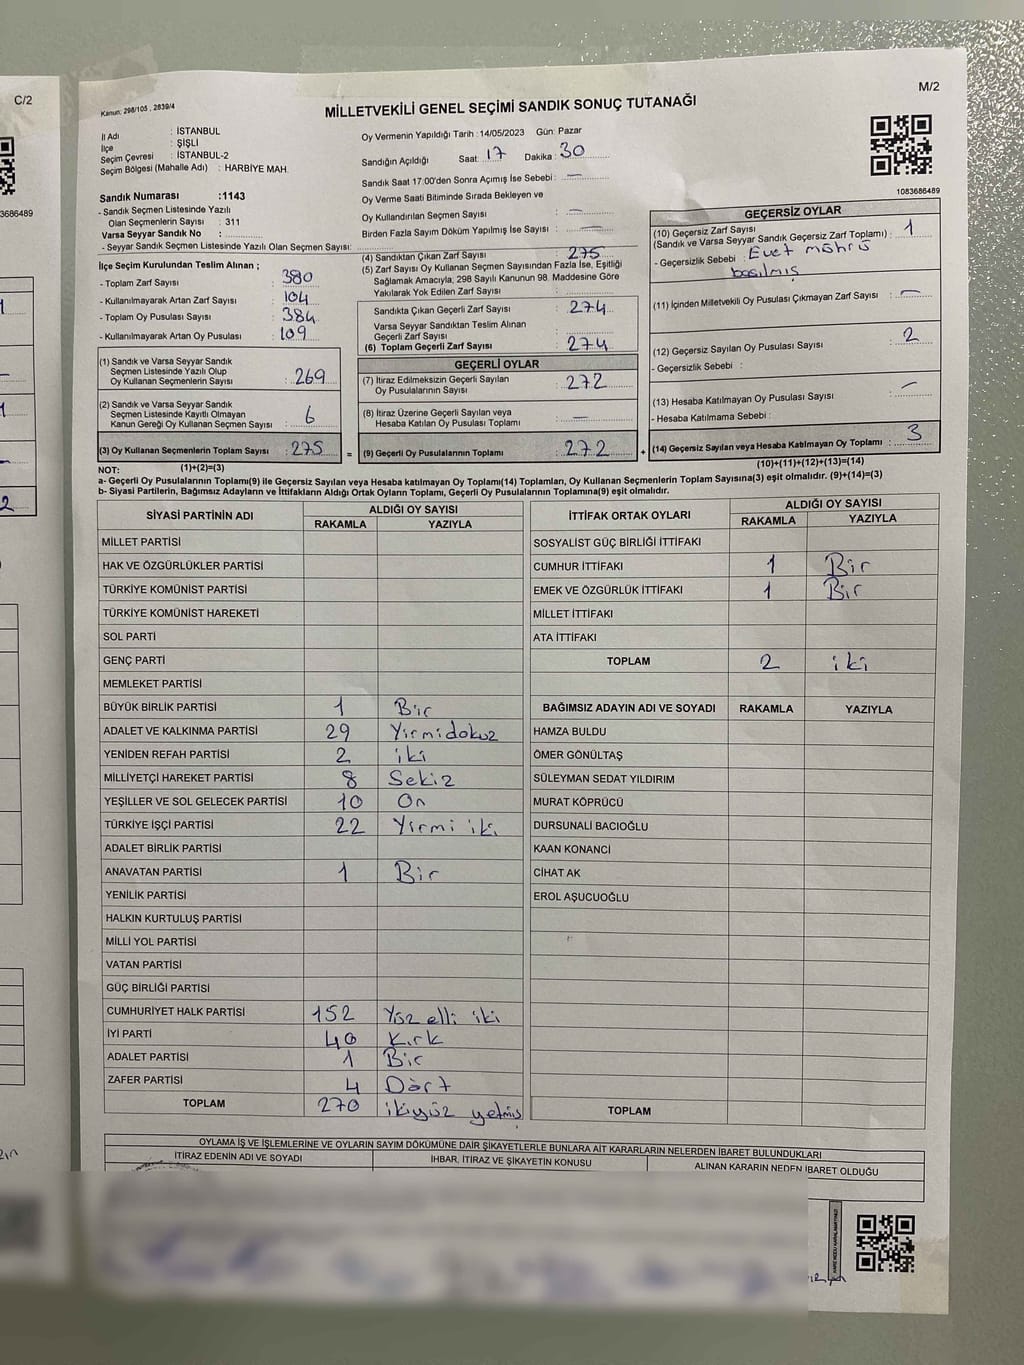 C/2
3686489
M/2
Kanun: 298/105 , 2839/4
MİLLETVEKİLİ GENEL SEÇİMİ SANDIK SONUÇ TUTANAĞI
İl Adı : İSTANBUL
İlçe : ŞİŞLİ
Seçim Çevresi : İSTANBUL-2
Seçim Bölgesi (Mahalle Adı) : HARBİYE MAH.
Sandık Numarası :1143
- Sandık Seçmen Listesinde Yazılı
Olan Seçmenlerin Sayısı : 311
Varsa Seyyar Sandık No :
- Seyyar Sandık Seçmen Listesinde Yazılı Olan Seçmen Sayısı:
Oy Vermenin Yapıldığı Tarih : 14/05/2023 Gün: Pazar
Sandığın Açıldığı Saat: 17 Dakika : 30
Sandık Saat 17:00'den Sonra Açımış İse Sebebi : —
Oy Verme Saati Bitiminde Sırada Bekleyen ve
Oy Kullandırılan Seçmen Sayısı : —
Birden Fazla Sayım Döküm Yapılmış İse Sayısı : —
1083686489
İlçe Seçim Kurulundan Teslim Alınan ;
- Toplam Zarf Sayısı : 380
- Kullanılmayarak Artan Zarf Sayısı : 104
- Toplam Oy Pusulası Sayısı : 384
- Kullanılmayarak Artan Oy Pusulası : 109
(1) Sandık ve Varsa Seyyar Sandık
Seçmen Listesinde Yazılı Olup
Oy Kullanan Seçmenlerin Sayısı : 269
(2) Sandık ve Varsa Seyyar Sandık
Seçmen Listesinde Kayıtlı Olmayan
Kanun Gereği Oy Kullanan Seçmen Sayısı : 6
(3) Oy Kullanan Seçmenlerin Toplam Sayısı : 275
(4) Sandıktan Çıkan Zarf Sayısı : 275
(5) Zarf Sayısı Oy Kullanan Seçmen Sayısından Fazla İse, Eşitliği
Sağlamak Amacıyla, 298 Sayılı Kanunun 98. Maddesine Göre
Yakılarak Yok Edilen Zarf Sayısı :
Sandıkta Çıkan Geçerli Zarf Sayısı : 274
Varsa Seyyar Sandıktan Teslim Alınan
Geçerli Zarf Sayısı :
(6) Toplam Geçerli Zarf Sayısı : 274
GEÇERLİ OYLAR
(7) İtiraz Edilmeksizin Geçerli Sayılan
Oy Pusulalarının Sayısı : 272
(8) İtiraz Üzerine Geçerli Sayılan veya
Hesaba Katılan Oy Pusulası Toplamı : —
= (9) Geçerli Oy Pusulalarının Toplamı : 272 +
GEÇERSİZ OYLAR
(10) Geçersiz Zarf Sayısı
(Sandık ve Varsa Seyyar Sandık Geçersiz Zarf Toplamı) : 1
- Geçersizlik Sebebi : Evet mührü
basılmış
(11) İçinden Milletvekili Oy Pusulası Çıkmayan Zarf Sayısı : —
(12) Geçersiz Sayılan Oy Pusulası Sayısı : 2
- Geçersizlik Sebebi :
(13) Hesaba Katılmayan Oy Pusulası Sayısı : —
- Hesaba Katılmama Sebebi :
(14) Geçersiz Sayılan veya Hesaba Katılmayan Oy Toplamı : 3
NOT: (1)+(2)=(3)
(10)+(11)+(12)+(13)=(14)
a- Geçerli Oy Pusulalarının Toplamı(9) ile Geçersiz Sayılan veya Hesaba katılmayan Oy Toplamı(14) Toplamları, Oy Kullanan Seçmenlerin Toplam Sayısına(3) eşit olmalıdır. (9)+(14)=(3)
b- Siyasi Partilerin, Bağımsız Adayların ve İttifakların Aldığı Ortak Oyların Toplamı, Geçerli Oy Pusulalarının Toplamına(9) eşit olmalıdır.
SİYASİ PARTİNİN ADI ALDIĞI OY SAYISI
RAKAMLA YAZIYLA
MİLLET PARTİSİ
HAK VE ÖZGÜRLÜKLER PARTİSİ
TÜRKİYE KOMÜNİST PARTİSİ
TÜRKİYE KOMÜNİST HAREKETİ
SOL PARTİ
GENÇ PARTİ
MEMLEKET PARTİSİ
BÜYÜK BİRLİK PARTİSİ 1 Bir
ADALET VE KALKINMA PARTİSİ 29 Yirmidokuz
YENİDEN REFAH PARTİSİ 2 iki
MİLLİYETÇİ HAREKET PARTİSİ 8 Sekiz
YEŞİLLER VE SOL GELECEK PARTİSİ 10 On
TÜRKİYE İŞÇİ PARTİSİ 22 Yirmi iki
ADALET BİRLİK PARTİSİ
ANAVATAN PARTİSİ 1 Bir
YENİLİK PARTİSİ
HALKIN KURTULUŞ PARTİSİ
MİLLİ YOL PARTİSİ
VATAN PARTİSİ
GÜÇ BİRLİĞİ PARTİSİ
CUMHURİYET HALK PARTİSİ 152 Yüz elli iki
İYİ PARTİ 40 Kırk
ADALET PARTİSİ 1 Bir
ZAFER PARTİSİ 4 Dört
TOPLAM 270 ikiyüz yetmiş
İTTİFAK ORTAK OYLARI ALDIĞI OY SAYISI
RAKAMLA YAZIYLA
SOSYALIST GÜÇ BİRLİĞİ İTTİFAKI
CUMHUR İTTİFAKI 1 Bir
EMEK VE ÖZGÜRLÜK İTTİFAKI 1 Bir
MİLLET İTTİFAKI
ATA İTTİFAKI
TOPLAM 2 iki
BAĞIMSIZ ADAYIN ADI VE SOYADI RAKAMLA YAZIYLA
HAMZA BULDU
ÖMER GÖNÜLTAŞ
SÜLEYMAN SEDAT YILDIRIM
MURAT KÖPRÜCÜ
DURSUNALİ BACIOĞLU
KAAN KONANCİ
CİHAT AK
EROL AŞUCUOĞLU
TOPLAM
OYLAMA İŞ VE İŞLEMLERİNE VE OYLARIN SAYIM DÖKÜMÜNE DAİR ŞİKAYETLERLE BUNLARA AİT KARARLARIN NELERDEN İBARET BULUNDUKLARI
İTİRAZ EDENİN ADI VE SOYADI İHBAR, İTİRAZ VE ŞİKAYETİN KONUSU ALINAN KARARIN NEDEN İBARET OLDUĞU